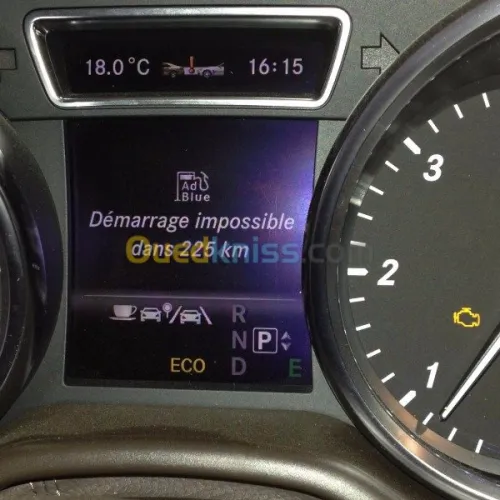 18.0°C 16:15
Ad
Blue
Démarrage impossible
dans 225 km
Ouedkniss.com
R
N P
ECO D E
3
2
1